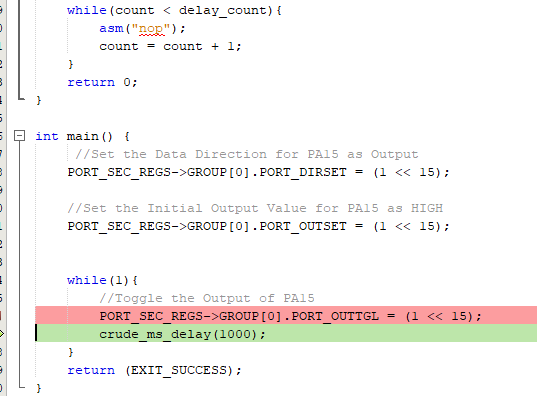 while(count < delay_count){
asm("nop");
count = count + 1;
}
return 0;
}
int main() {
//Set the Data Direction for PA15 as Output
PORT_SEC_REGS->GROUP[0].PORT_DIRSET = (1 << 15);
//Set the Initial Output Value for PA15 as HIGH
PORT_SEC_REGS->GROUP[0].PORT_OUTSET = (1 << 15);
while(1){
//Toggle the Output of PA15
PORT_SEC_REGS->GROUP[0].PORT_OUTTGL = (1 << 15);
crude_ms_delay(1000);
}
return (EXIT_SUCCESS);
}